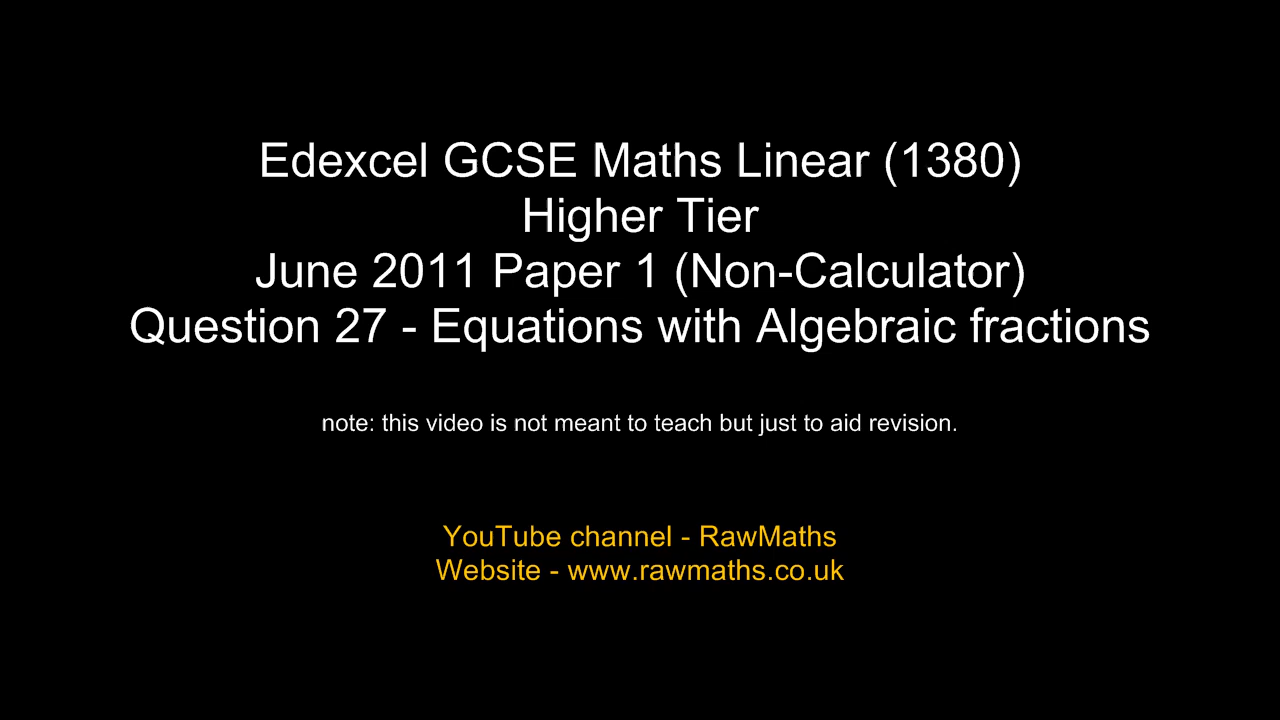 Edexcel GCSE Maths Linear (1380)
Higher Tier
June 2011 Paper 1 (Non-Calculator)
Question 27 - Equations with Algebraic fractions
note: this video is not meant to teach but just to aid revision.
YouTube channel - RawMaths
Website - www.rawmaths.co.uk